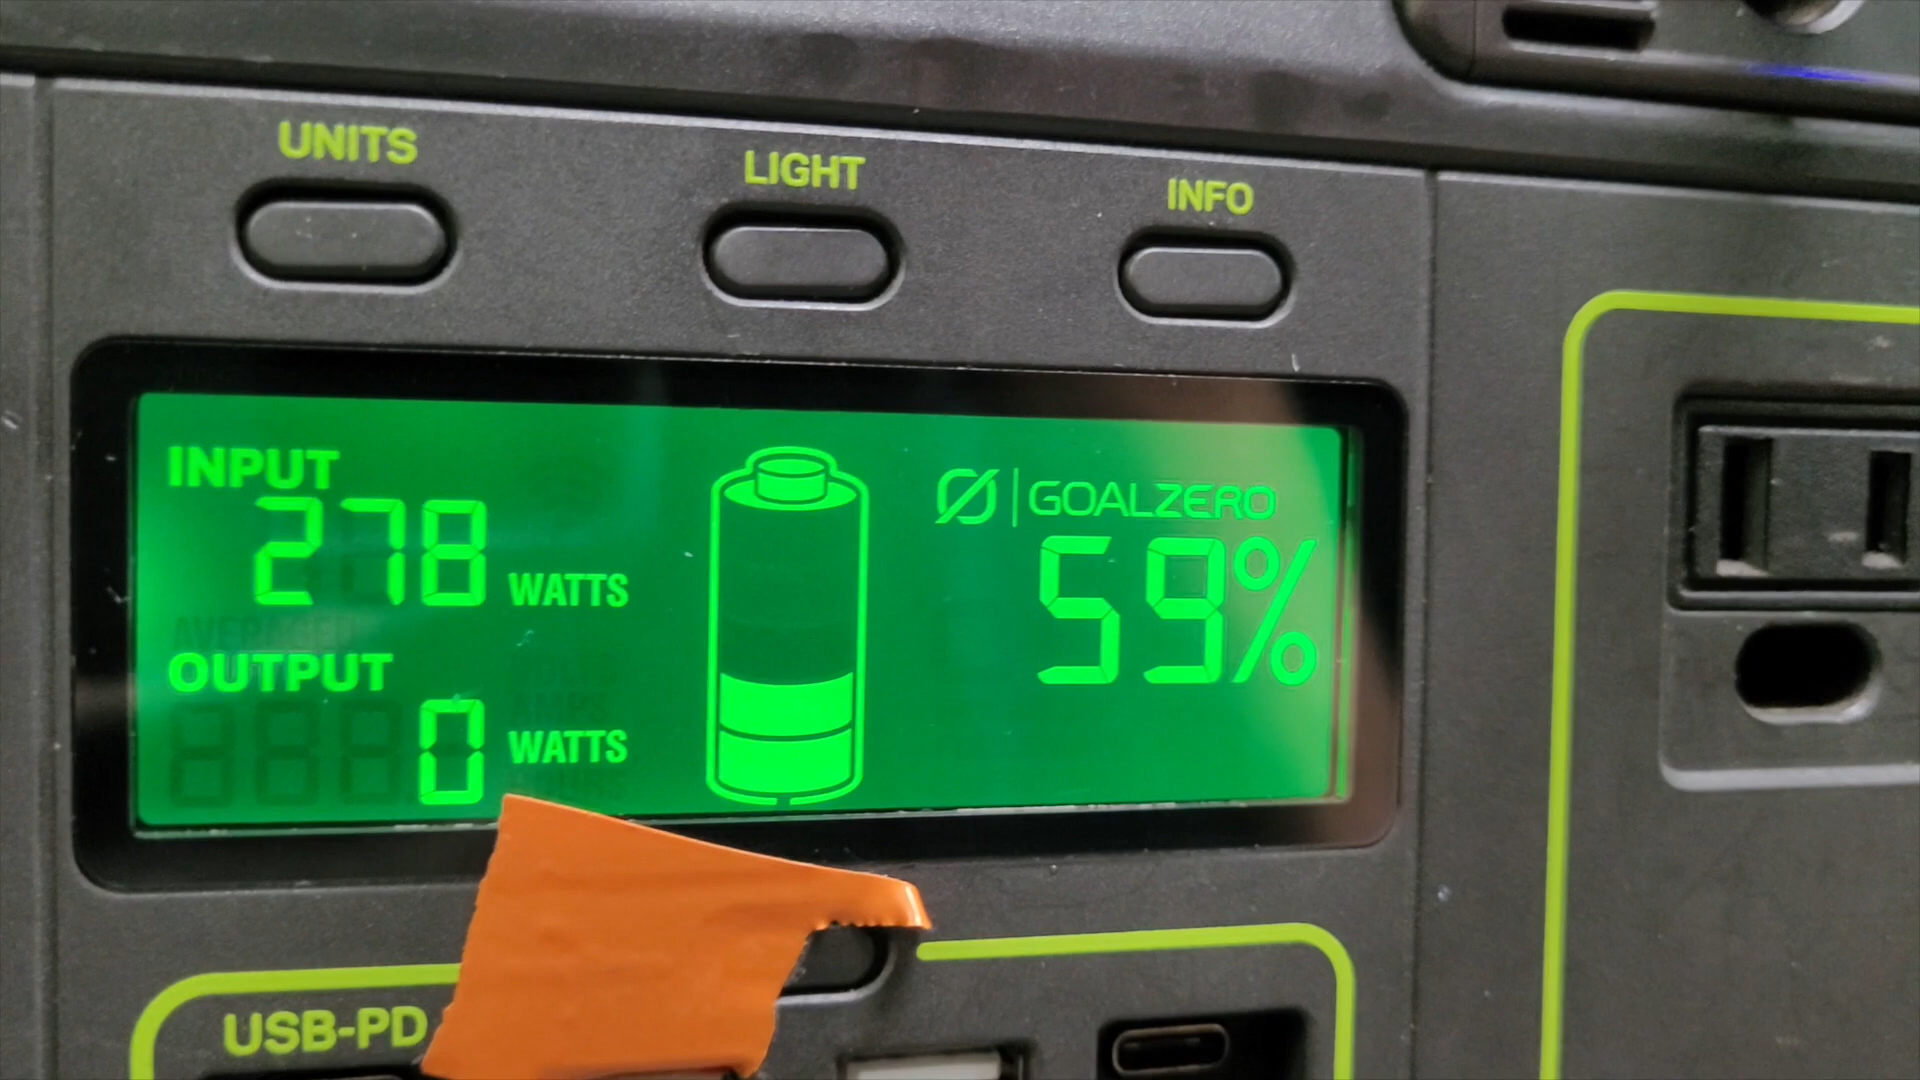 UNITS
LIGHT
INFO
INPUT
278 WATTS
OUTPUT
0 WATTS
GOALZERO
59%
USB-PD